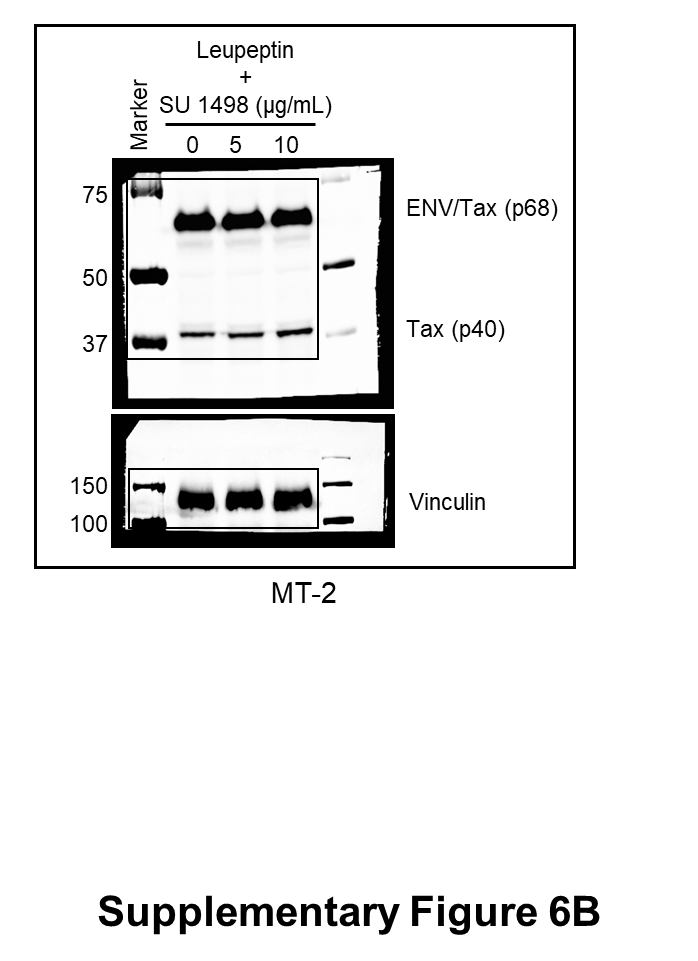 Leupeptin
+
SU 1498 (µg/mL)
Marker
0 5 10
75
ENV/Tax (p68)
50
Tax (p40)
37
150
Vinculin
100
MT-2
Supplementary Figure 6B